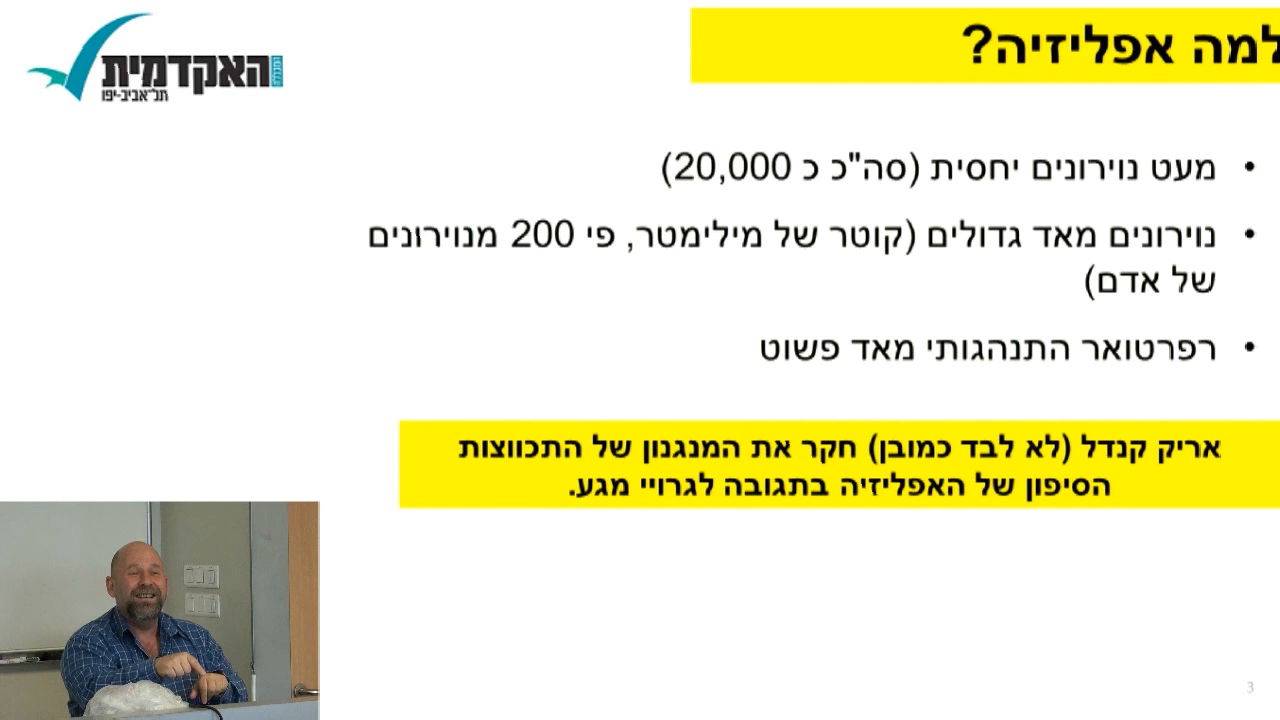 למה אפליזיה?
האקדמית
תל־אביב-יפו
• מעט נוירונים יחסית (סה"כ כ 20,000)
• נוירונים מאד גדולים (קוטר של מילימטר, פי 200 מנוירונים
של אדם)
• רפרטואר התנהגותי מאד פשוט
אריק קנדל (לא לבד כמובן) חקר את המנגנון של התכווצות
הסיפון של האפליזיה בתגובה לגרויי מגע.
3